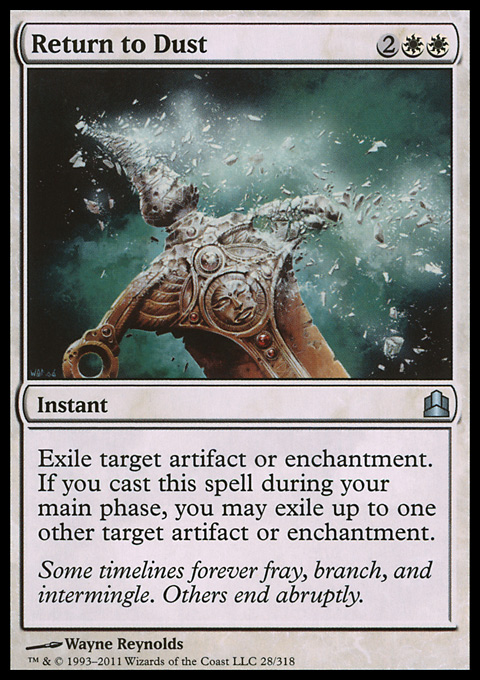 Return to Dust 2
Instant
Exile target artifact or enchantment.
If you cast this spell during your
main phase, you may exile up to one
other target artifact or enchantment.
Some timelines forever fray, branch, and
intermingle. Others end abruptly.
Wayne Reynolds
™ & © 1993–2011 Wizards of the Coast LLC 28/318